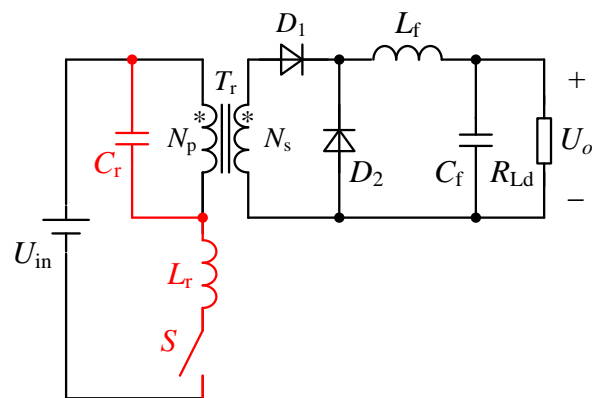 D1
Lf
Tr
+
*
*
Np
Ns
Cr
D2
Cf
RLd
Uo
−
Uin
Lr
S